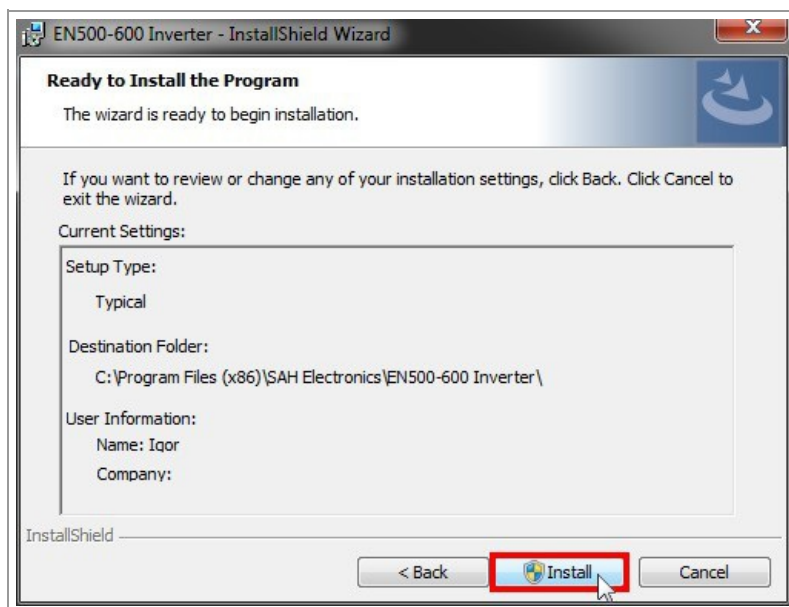 EN500-600 Inverter - InstallShield Wizard
Ready to Install the Program
The wizard is ready to begin installation.
If you want to review or change any of your installation settings, click Back. Click Cancel to
exit the wizard.
Current Settings:
Setup Type:
Typical
Destination Folder:
C:\Program Files (x86)\SAH Electronics\EN500-600 Inverter\
User Information:
Name: Igor
Company:
InstallShield
< Back
Install
Cancel